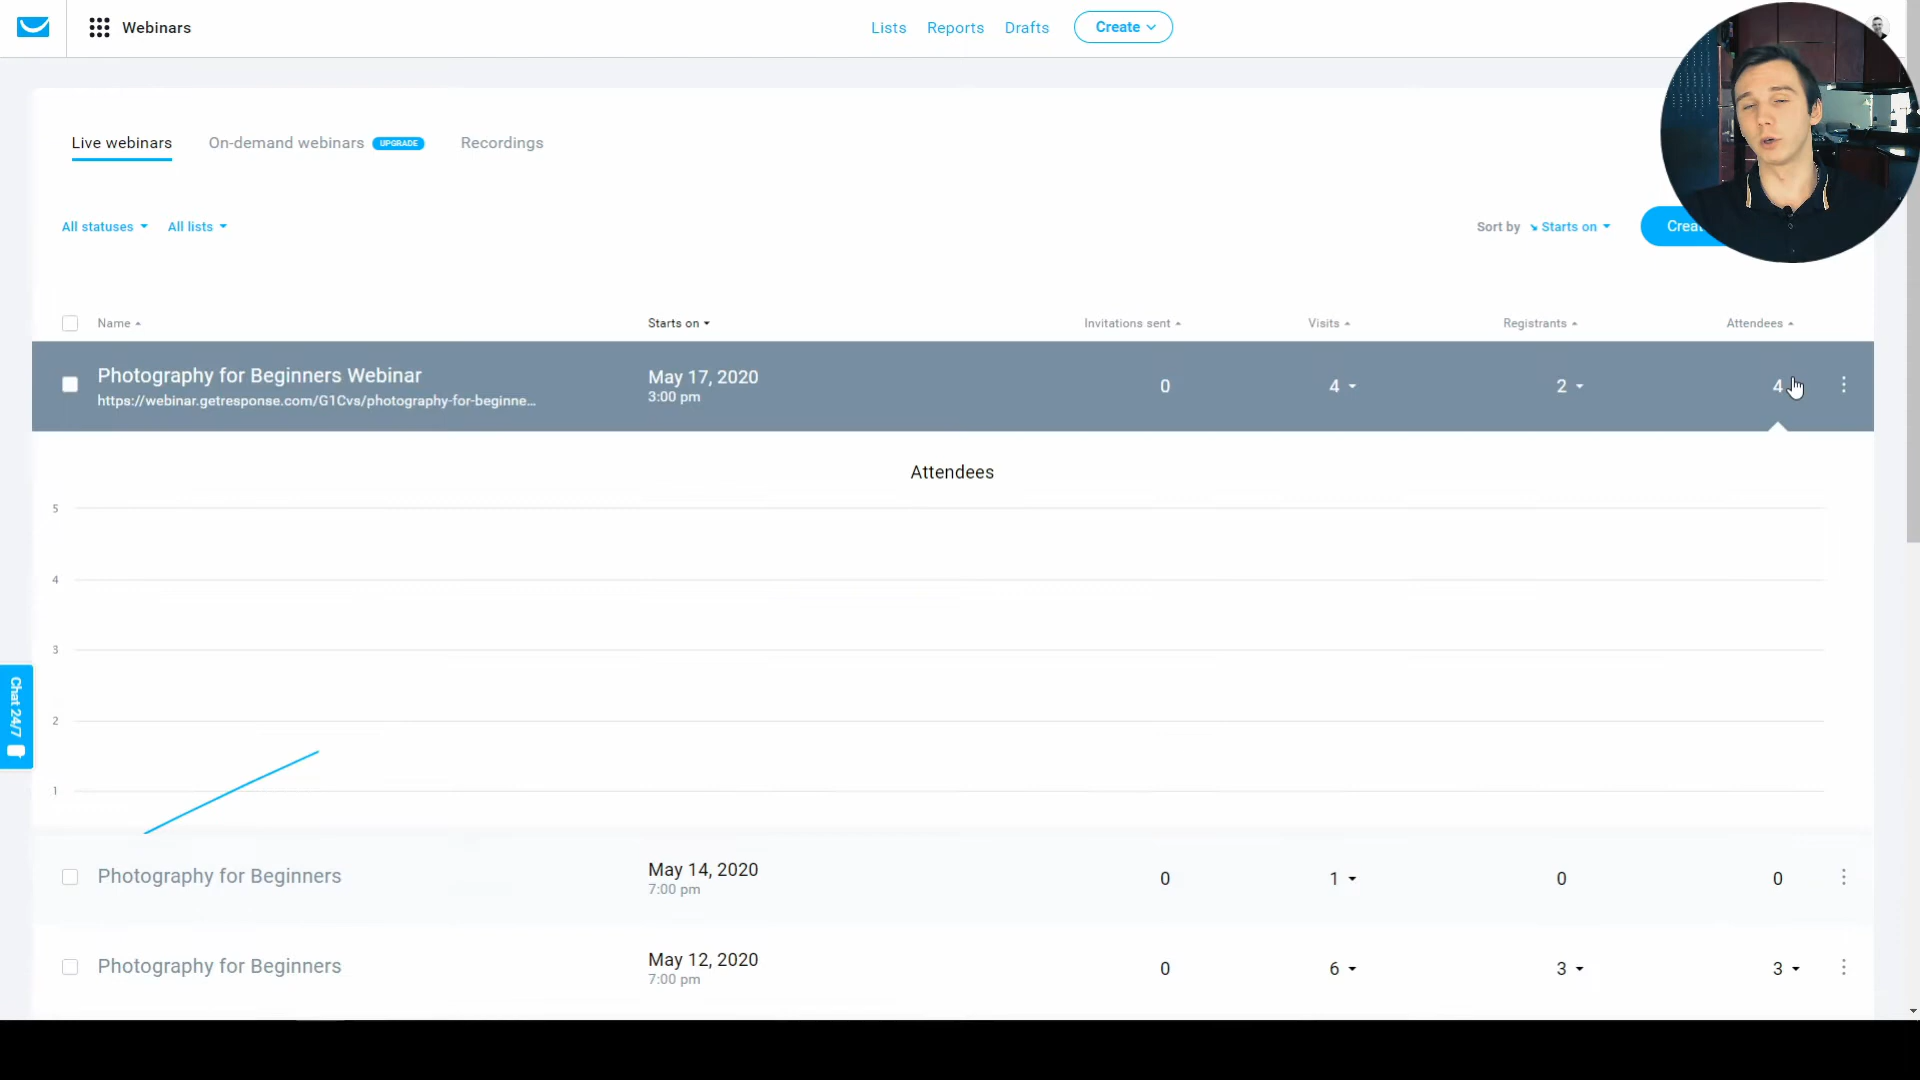 Webinars
Lists Reports Drafts Create
Live webinars On-demand webinars UPGRADE Recordings
All statuses All lists Sort by Starts on
Name Starts on Invitations sent Visits Registrants Attendees
Photography for Beginners Webinar May 17, 2020 0 4 2 4
https://webinar.getresponse.com/G1Cvs/photography-for-beginne... 3:00 pm
Attendees
5
4
3
2
1
Chat 24/7
Photography for Beginners May 14, 2020 0 1 0 0
7:00 pm
Photography for Beginners May 12, 2020 0 6 3 3
7:00 pm